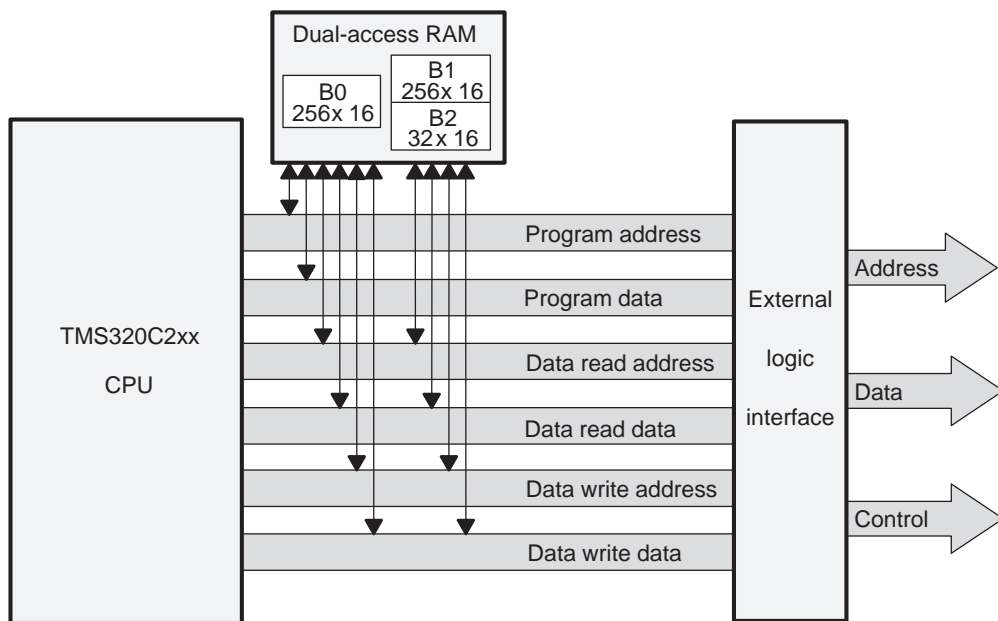 Dual-access RAM
B0
256x 16
B1
256x 16
B2
32x 16
TMS320C2xx
CPU
Program address
Program data
Data read address
Data read data
Data write address
Data write data
External
logic
interface
Address
Data
Control